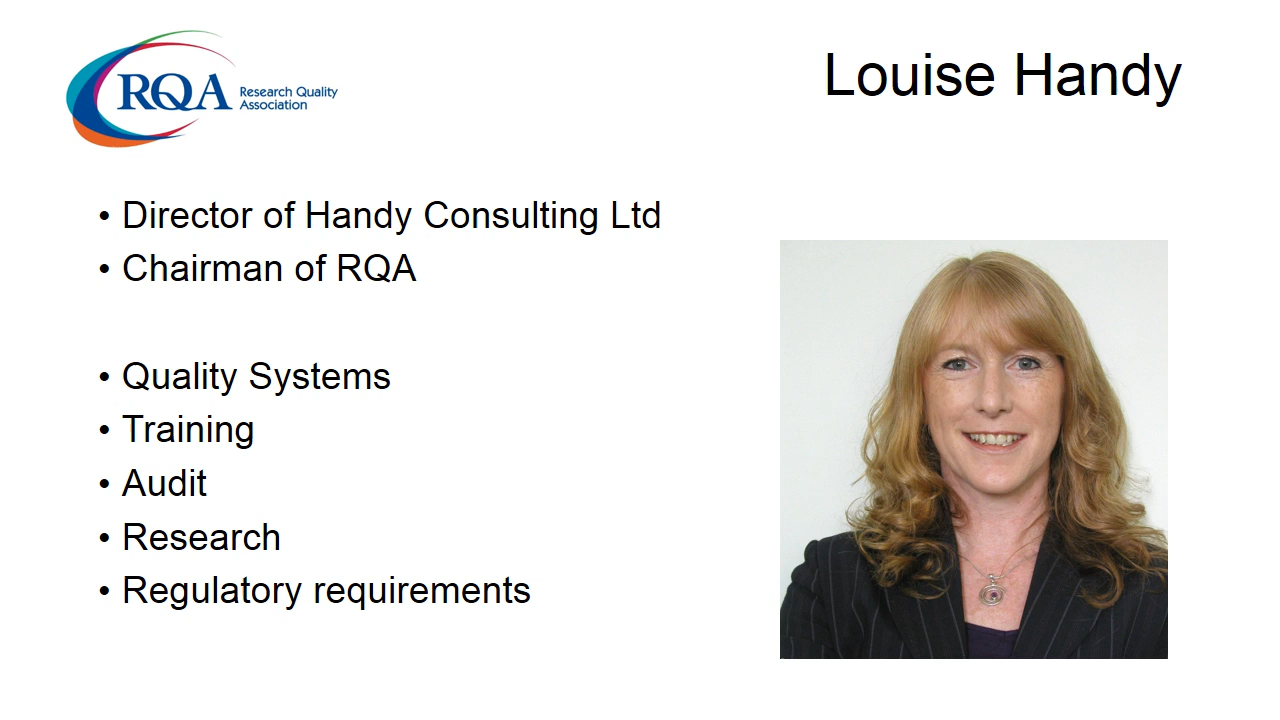 RQA Research Quality
Association
Louise Handy
• Director of Handy Consulting Ltd
• Chairman of RQA
• Quality Systems
• Training
• Audit
• Research
• Regulatory requirements